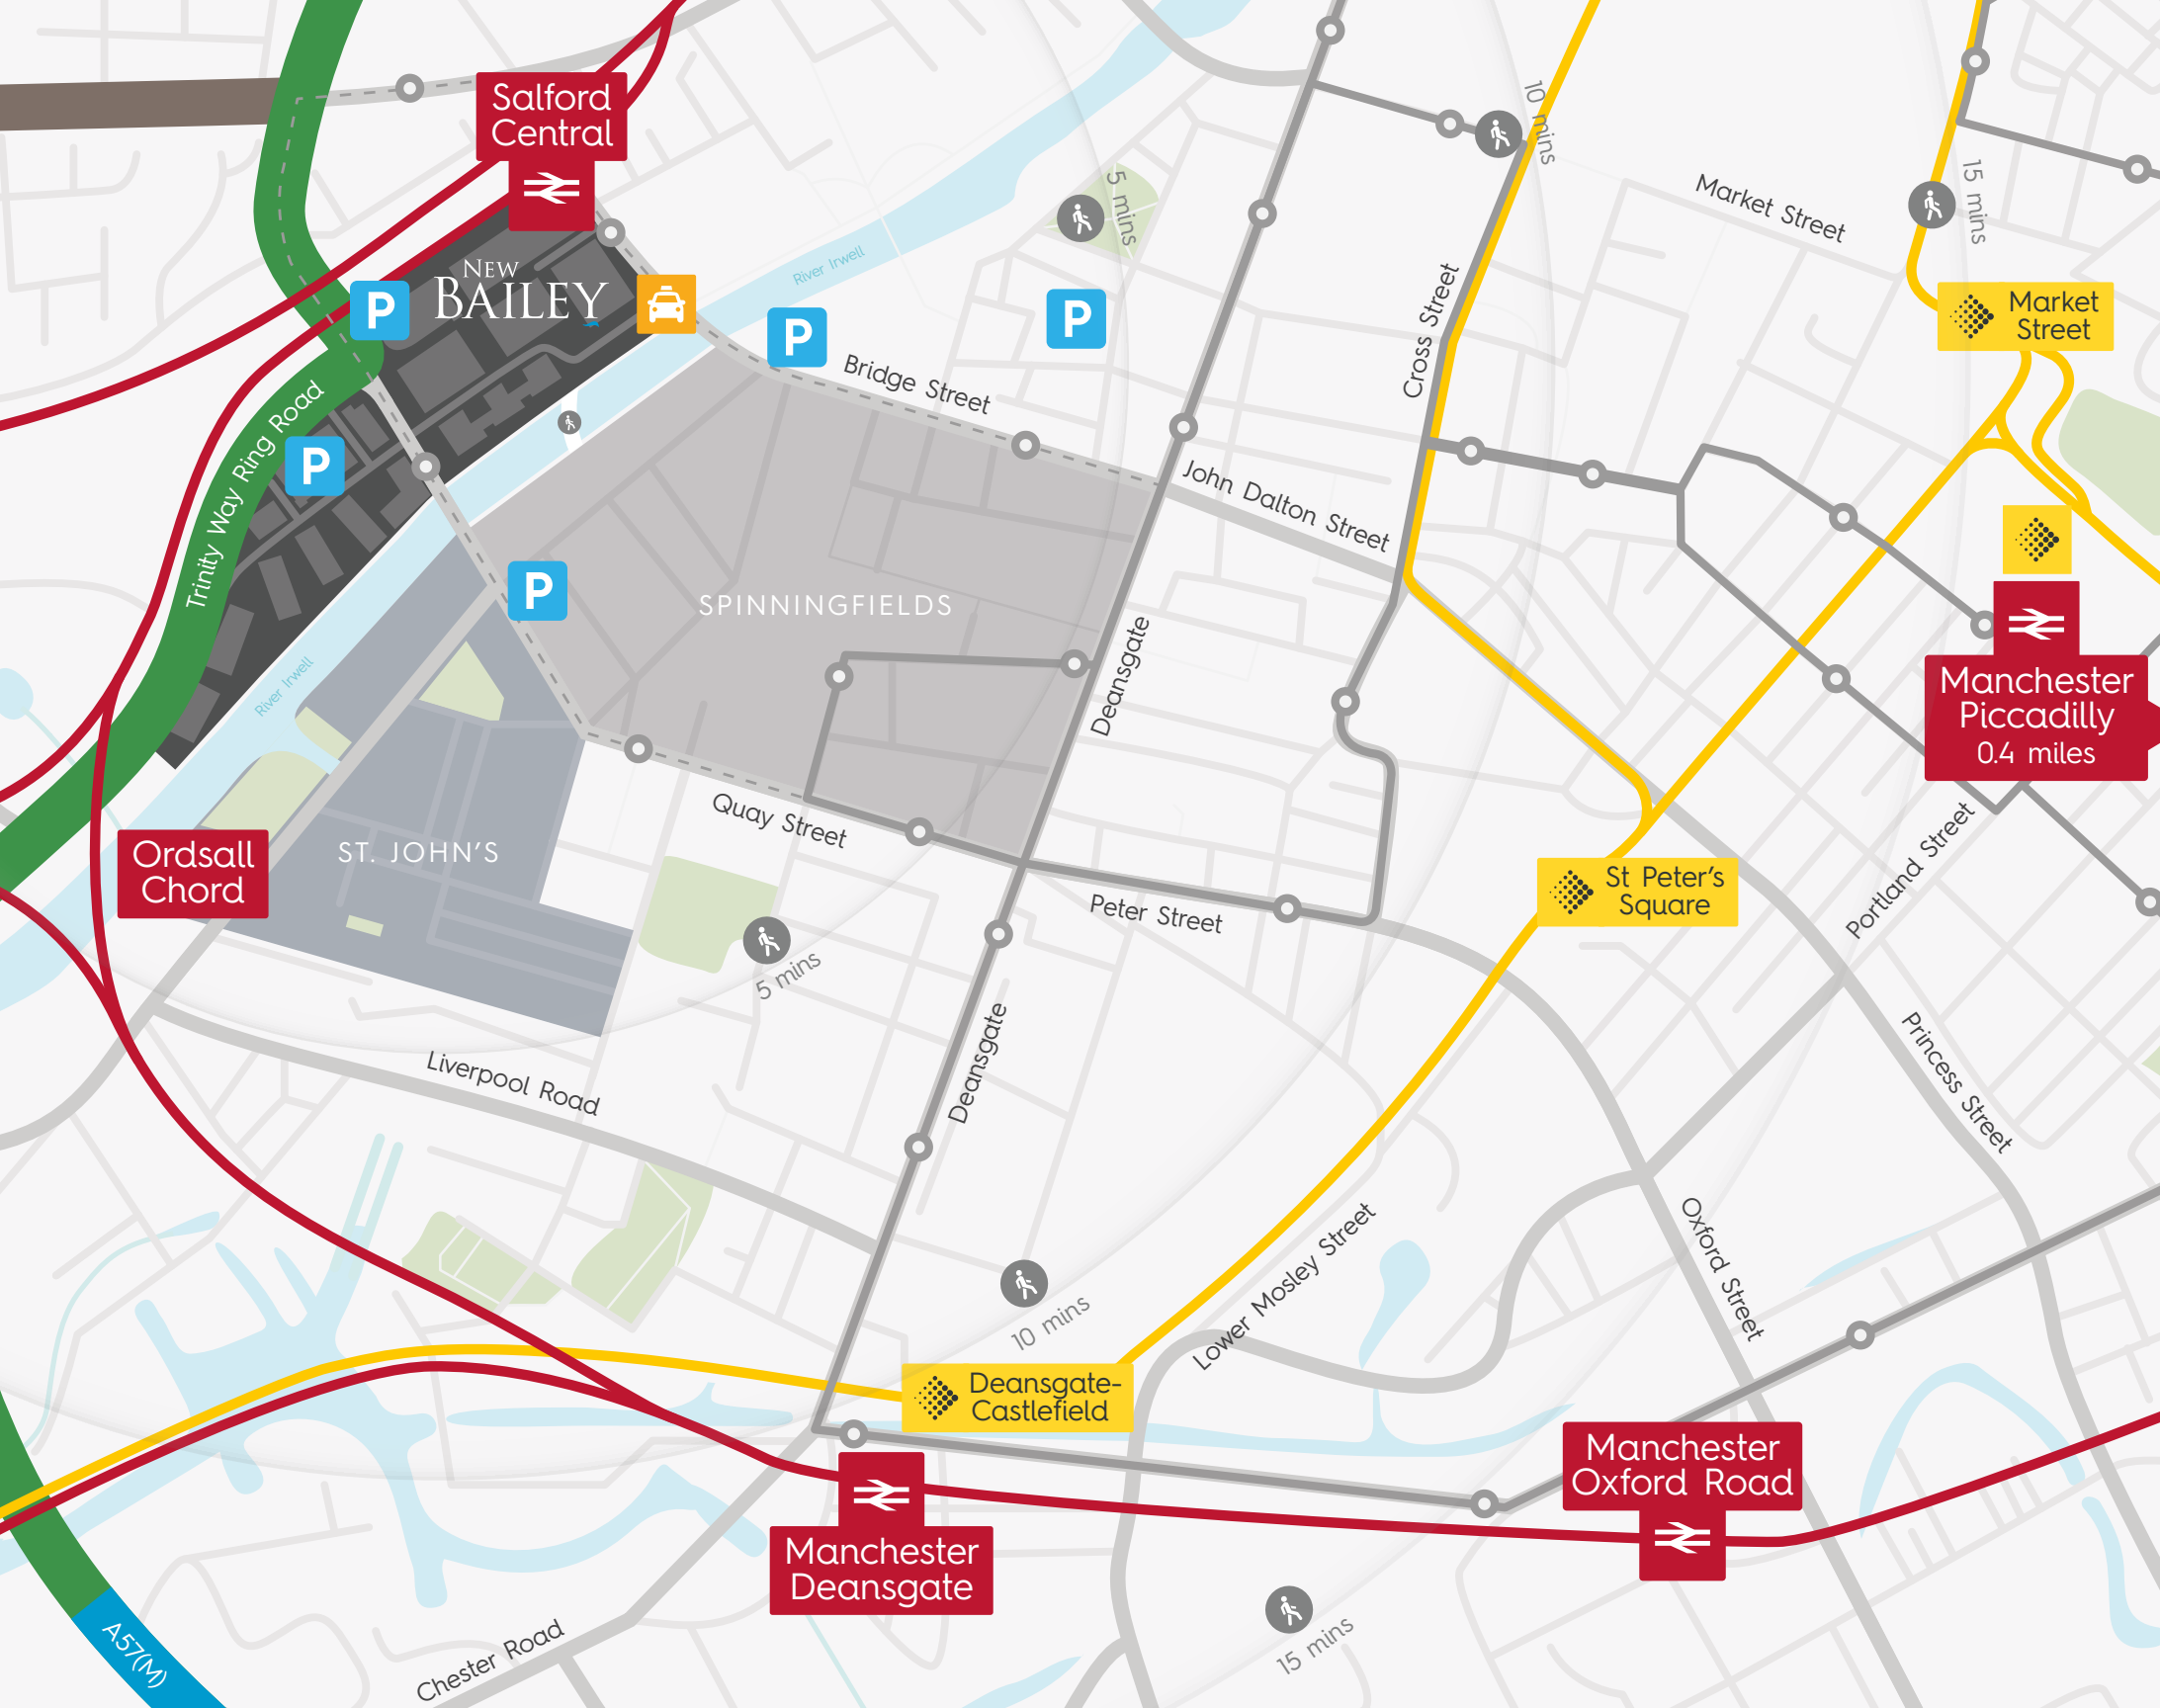 Salford
Central
10 mins
15 mins
5 mins
Market Street
NEW
BAILEY
P
River Irwell
P
P
Cross Street
Market
Street
Bridge Street
Trinity Way Ring Road
P
John Dalton Street
P
SPINNINGFIELDS
River Irwell
Deansgate
Manchester
Piccadilly
0.4 miles
Quay Street
ST. JOHN'S
Ordsall
Chord
Portland Street
St Peter's
Square
Peter Street
5 mins
Deansgate
Liverpool Road
Princess Street
Oxford Street
Lower Mosley Street
10 mins
Deansgate-
Castlefield
Manchester
Oxford Road
Manchester
Deansgate
A57(M)
Chester Road
15 mins